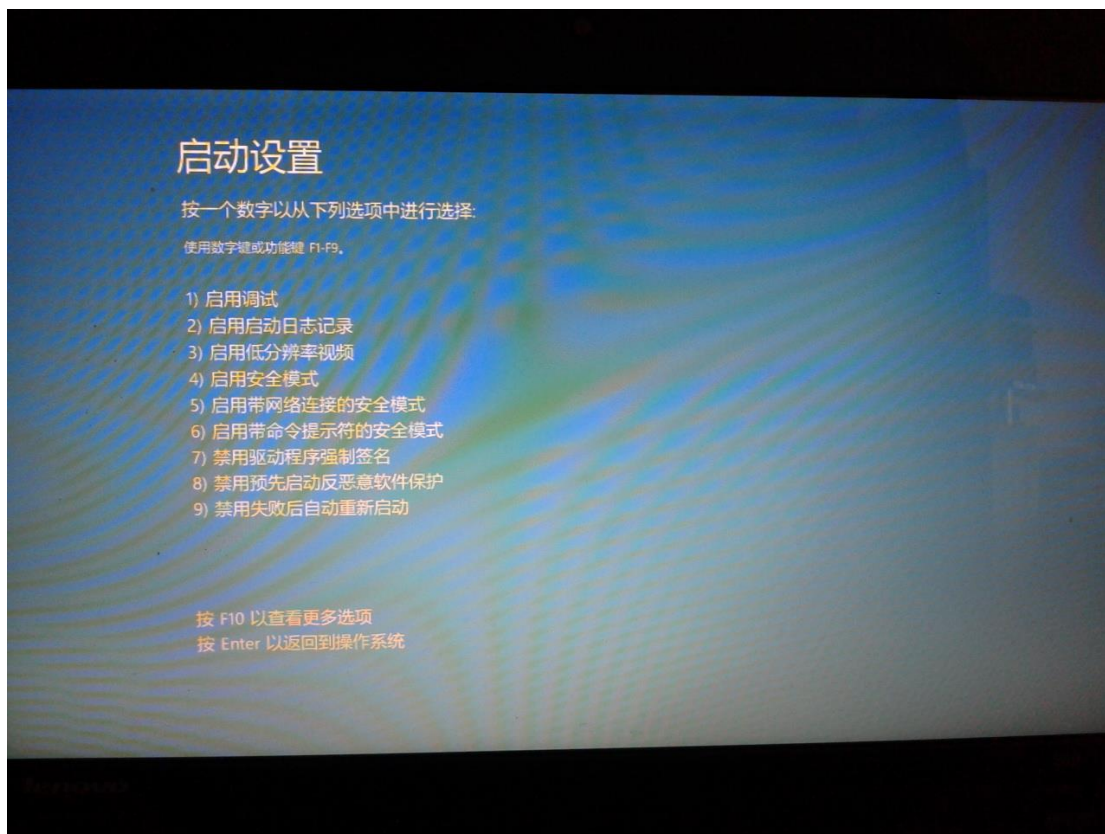 启动设置
按一个数字以从下列选项中进行选择:
使用数字键或功能键 F1-F9。
1) 启用调试
2) 启用启动日志记录
3) 启用低分辨率视频
4) 启用安全模式
5) 启用带网络连接的安全模式
6) 启用带命令提示符的安全模式
7) 禁用驱动程序强制签名
8) 禁用预先启动反恶意软件保护
9) 禁用失败后自动重新启动
按 F10 以查看更多选项
按 Enter 以返回到操作系统
lenovo